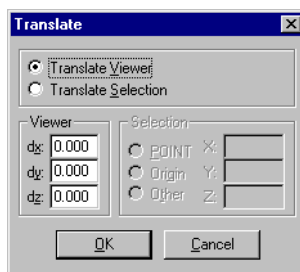 Translate
Translate Viewer
Translate Selection
Viewer
Selection
dx: 0.000
POINT X:
dy: 0.000
Origin Y:
dz: 0.000
Other Z:
OK
Cancel